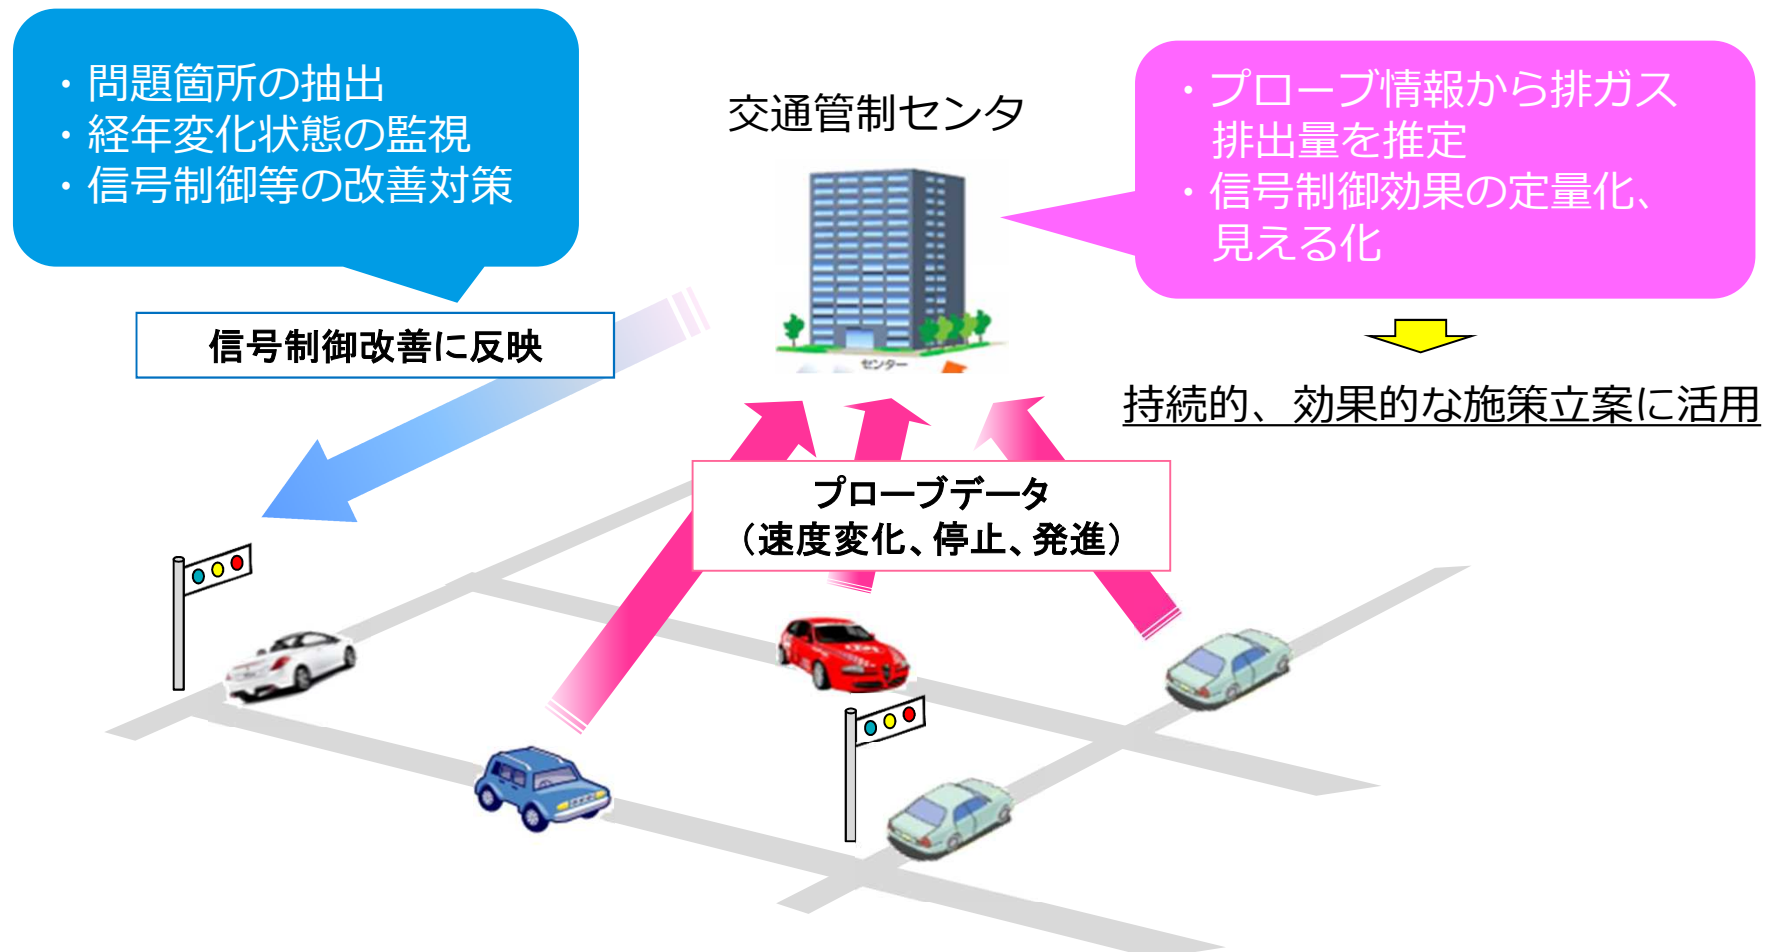 ・問題箇所の抽出
・経年変化状態の監視
・信号制御等の改善対策
交通管制センタ
・プローブ情報から排ガス
排出量を推定
・信号制御効果の定量化、
見える化
信号制御改善に反映
センター
持続的、効果的な施策立案に活用
プローブデータ
（速度変化、停止、発進）